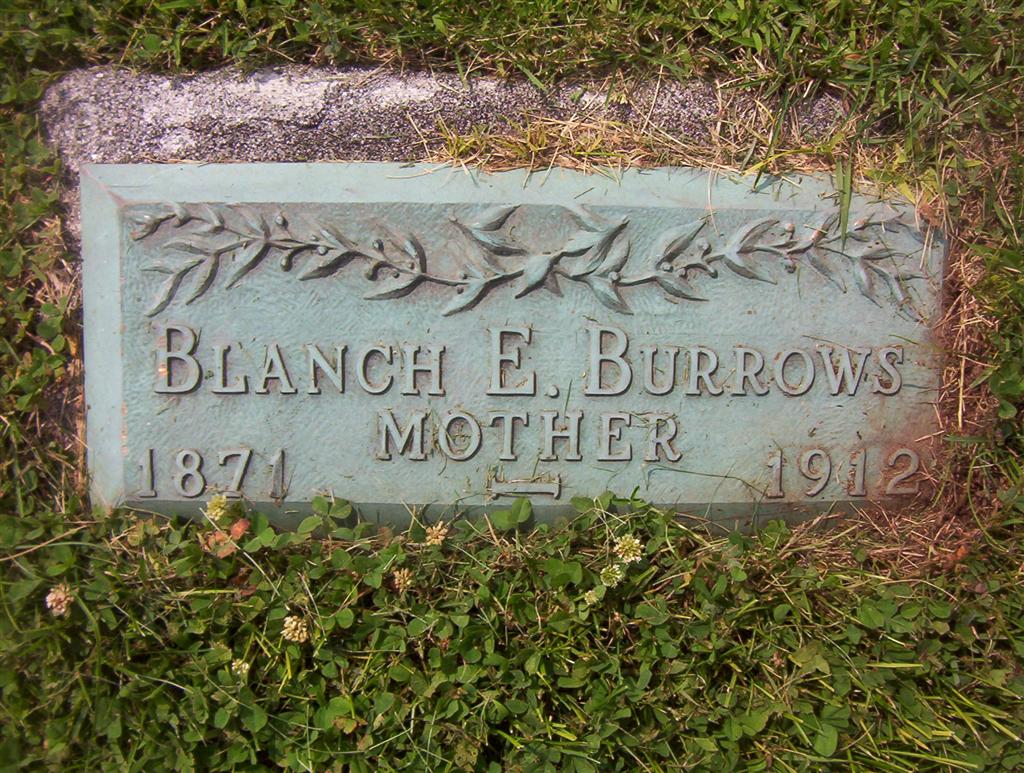 BLANCH E. BURROWS
MOTHER
1871 1912